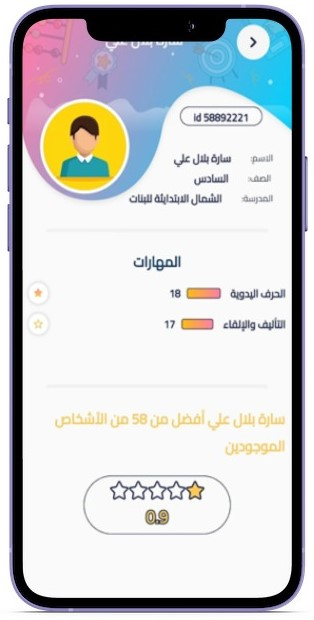 سارة بلال علي
id 58892221
الاسم: سارة بلال علي
الصف: السادس
المدرسة: الشمال الابتدايئة للبنات
المهارات
الحرف اليدوية 18
التأليف والإلقاء 17
سارة بلال علي أفضل من 58 من الأشخاص
الموجودين
0.9